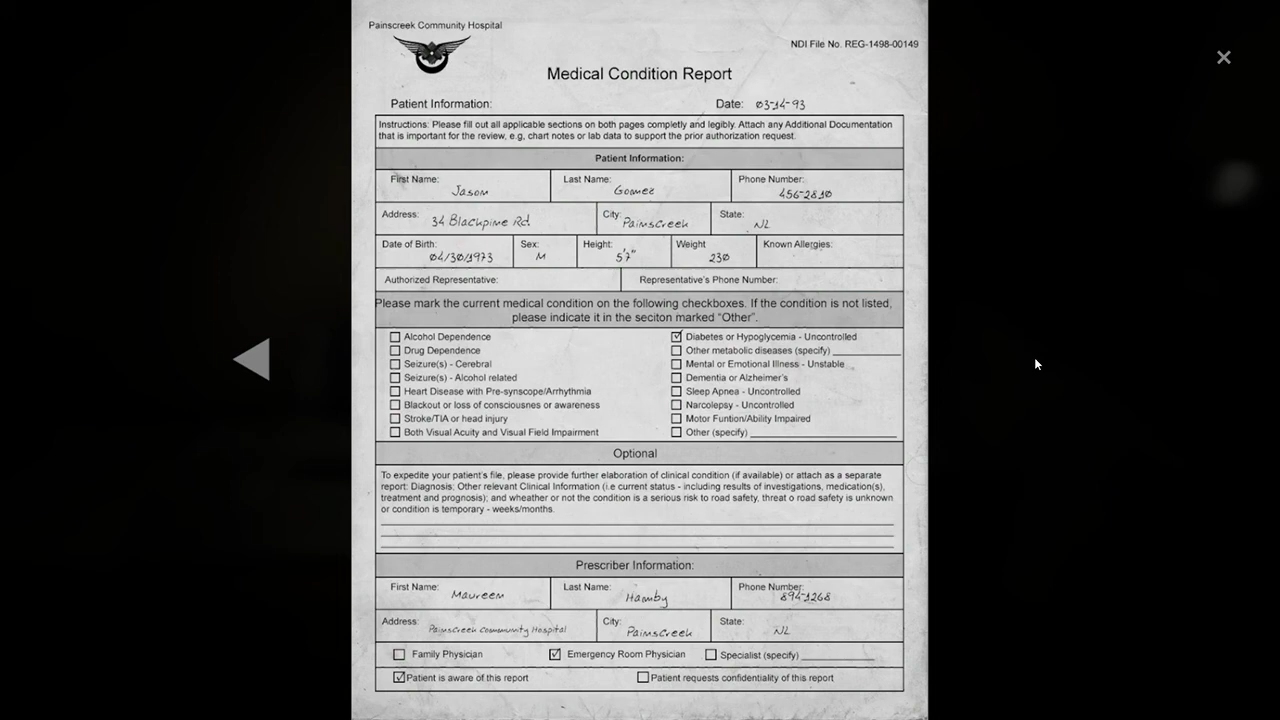 Painscreek Community Hospital
NDI File No. REG-1498-00149
Medical Condition Report
Patient Information: Date: 03-14-93
Instructions: Please fill out all applicable sections on both pages completly and legibly. Attach any Additional Documentation
that is important for the review, e.g, chart notes or lab data to support the prior authorization request.
Patient Information:
First Name: Jason Last Name: Gomez Phone Number: 456-2810
Address: 34 Blackpine Rd. City: Painscreek State: NL
Date of Birth: 04/30/1973 Sex: M Height: 5'7" Weight 230 Known Allergies:
Authorized Representative: Representative's Phone Number:
Please mark the current medical condition on the following checkboxes. If the condition is not listed,
please indicate it in the seciton marked “Other”.
Alcohol Dependence Diabetes or Hypoglycemia - Uncontrolled
Drug Dependence Other metabolic diseases (specify)
Seizure(s) - Cerebral Mental or Emotional Illness - Unstable
Seizure(s) - Alcohol related Dementia or Alzheimer's
Heart Disease with Pre-synscope/Arrhythmia Sleep Apnea - Uncontrolled
Blackout or loss of consciousnes or awareness Narcolepsy - Uncontrolled
Stroke/TIA or head injury Motor Funtion/Ability Impaired
Both Visual Acuity and Visual Field Impairment Other (specify)
Optional
To expedite your patient's file, please provide further elaboration of clinical condition (if available) or attach as a separate
report: Diagnosis; Other relevant Clinical Information (i.e current status - including results of investigations, medication(s),
treatment and prognosis); and wheather or not the condition is a serious risk to road safety, threat o road safety is unknown
or condition is temporary - weeks/months.
Prescriber Information:
First Name: Maureen Last Name: Hamby Phone Number: 894-1268
Address: Painscreek Community Hospital City: Painscreek State: NL
Family Physician Emergency Room Physician Specialist (specify)
Patient is aware of this report Patient requests confidentiality of this report